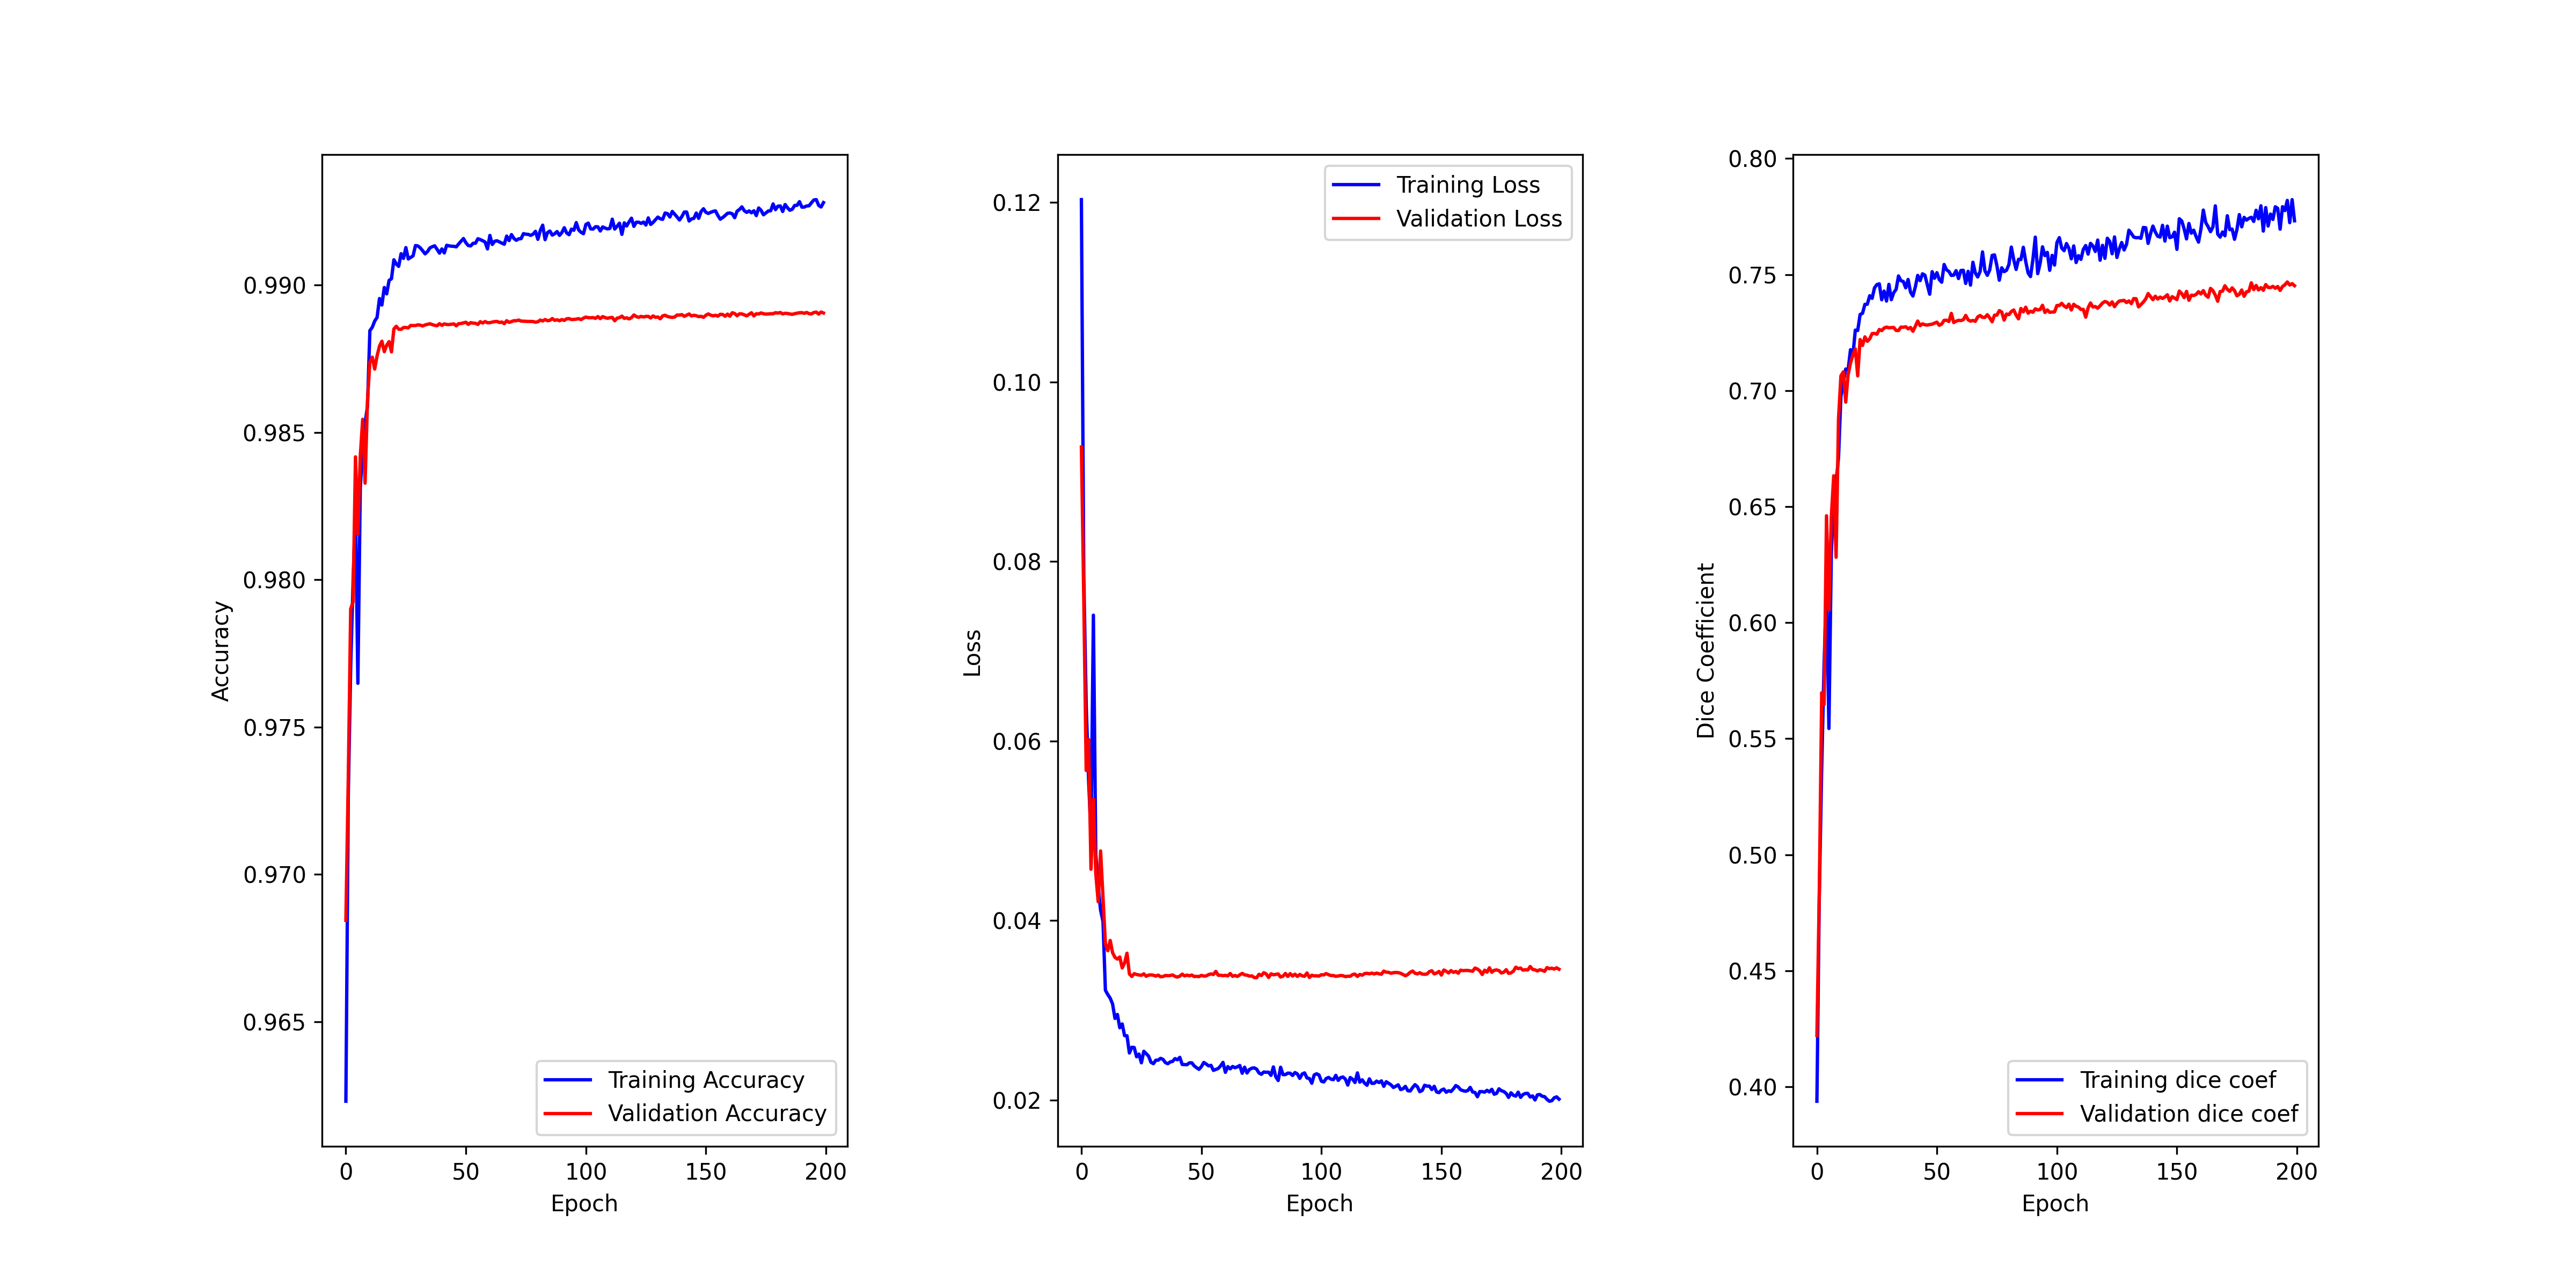 Accuracy
0.990
0.985
0.980
0.975
0.970
0.965
0 50 100 150 200
Epoch
Training Accuracy
Validation Accuracy
Loss
0.12
0.10
0.08
0.06
0.04
0.02
0 50 100 150 200
Epoch
Training Loss
Validation Loss
Dice Coefficient
0.80
0.75
0.70
0.65
0.60
0.55
0.50
0.45
0.40
0 50 100 150 200
Epoch
Training dice coef
Validation dice coef